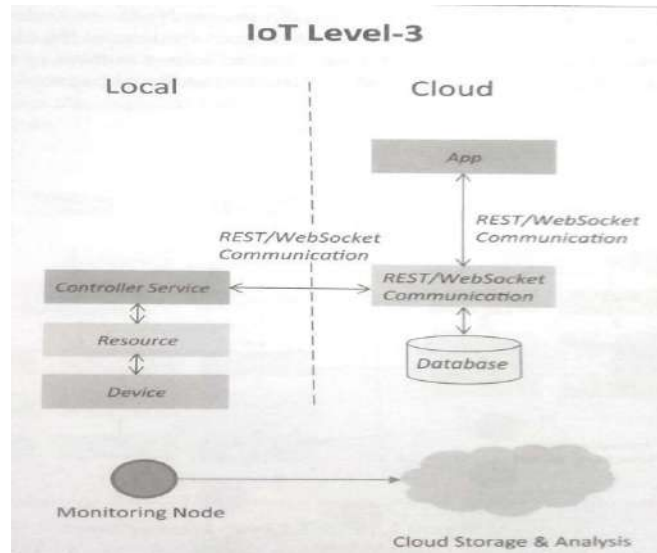 IoT Level-3
Local
Cloud
App
REST/WebSocket
Communication
REST/WebSocket
Communication
Controller Service
REST/WebSocket
Communication
Resource
Database
Device
Monitoring Node
Cloud Storage & Analysis